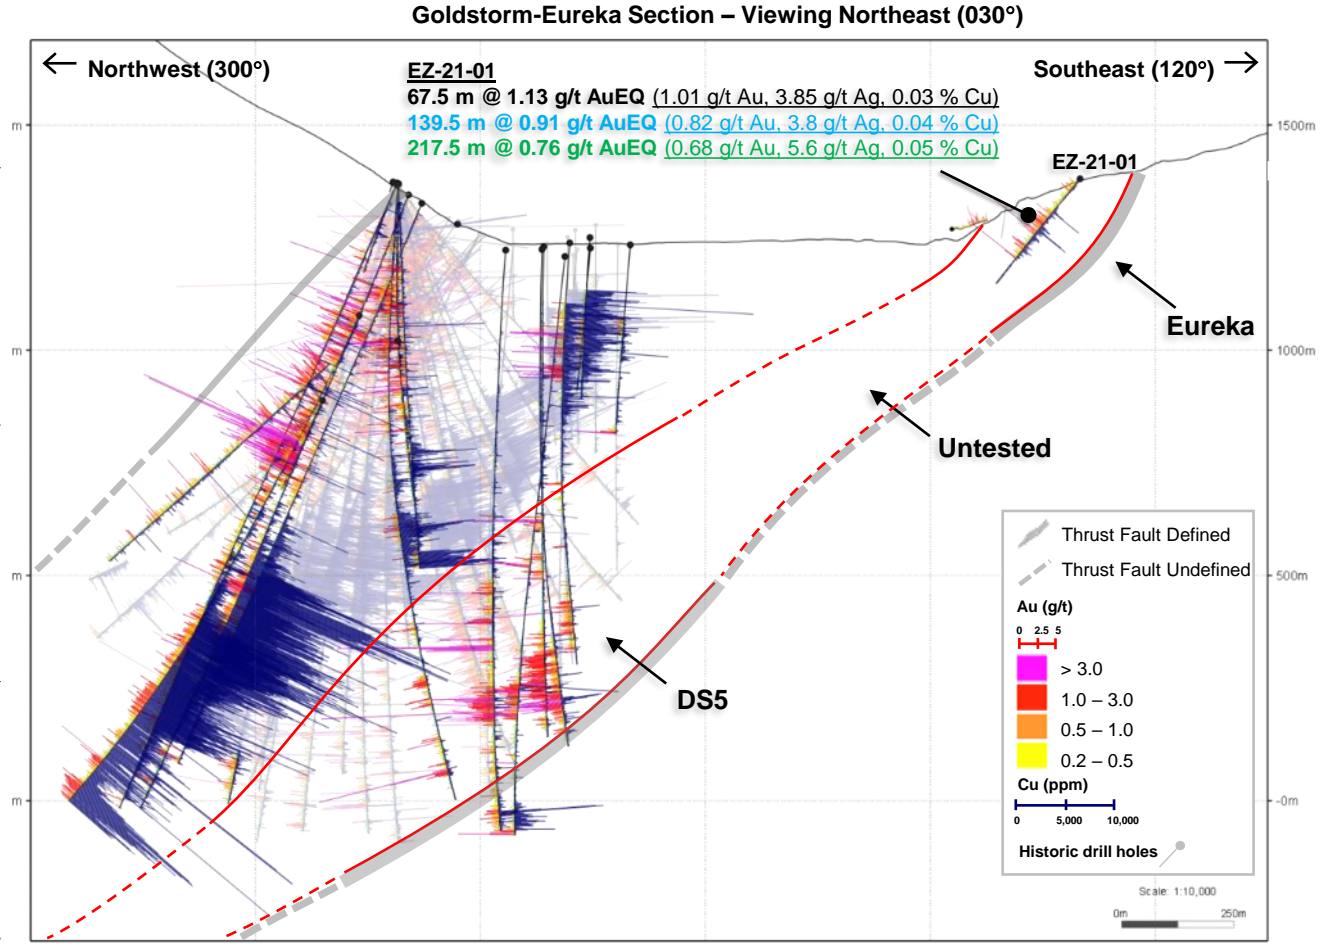 Goldstorm-Eureka Section – Viewing Northeast (030°)
← Northwest (300°)
Southeast (120°) →
EZ-21-01
67.5 m @ 1.13 g/t AuEQ (1.01 g/t Au, 3.85 g/t Ag, 0.03 % Cu)
139.5 m @ 0.91 g/t AuEQ (0.82 g/t Au, 3.8 g/t Ag, 0.04 % Cu)
217.5 m @ 0.76 g/t AuEQ (0.68 g/t Au, 5.6 g/t Ag, 0.05 % Cu)
m
1500m
EZ-21-01
Eureka
m
1000m
Untested
m
500m
DS5
m
-0m
Thrust Fault Defined
Thrust Fault Undefined
Au (g/t)
0 2.5 5
> 3.0
1.0 – 3.0
0.5 – 1.0
0.2 – 0.5
Cu (ppm)
0 5,000 10,000
Historic drill holes
Scale: 1:10,000
0m 250m